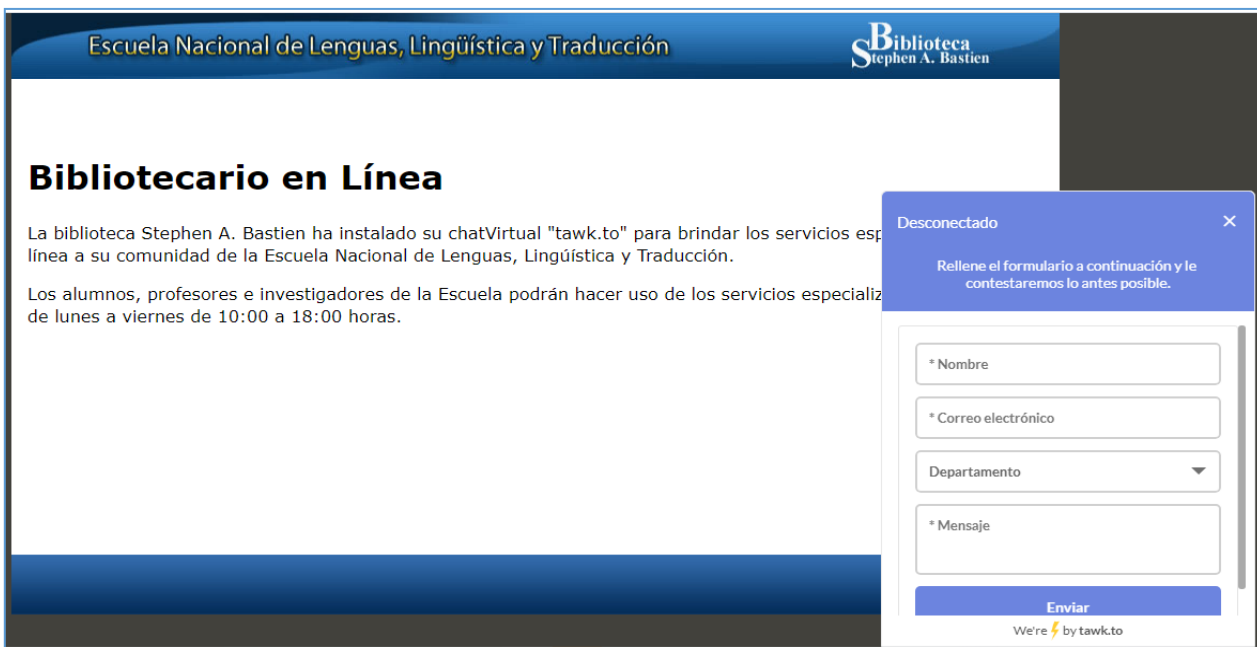 Escuela Nacional de Lenguas, Lingüística y Traducción
Biblioteca
Stephen A. Bastien
Bibliotecario en Línea
La biblioteca Stephen A. Bastien ha instalado su chatVirtual "tawk.to" para brindar los servicios
línea a su comunidad de la Escuela Nacional de Lenguas, Lingúística y Traducción.
Los alumnos, profesores e investigadores de la Escuela podrán hacer uso de los servicios
de lunes a viernes de 10:00 a 18:00 horas.
Desconectado
Rellene el formulario a continuación y le
contestaremos lo antes posible.
* Nombre
* Correo electrónico
Departamento
* Mensaje
Enviar
We're by tawk.to